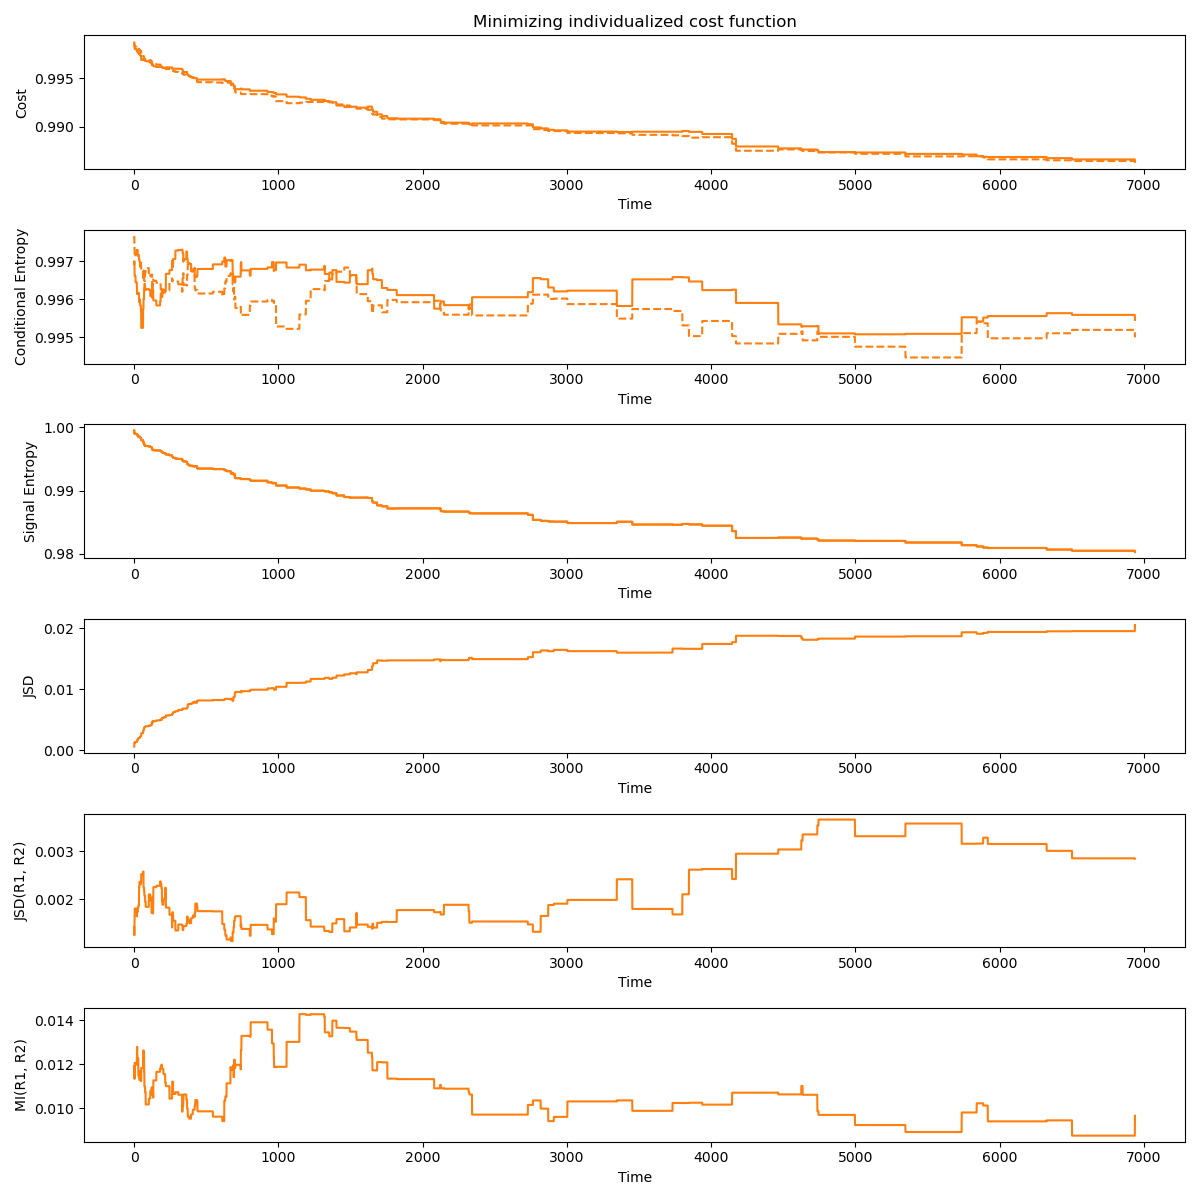 Minimizing individualized cost function
Cost
0.995
0.990
0 1000 2000 3000 4000 5000 6000 7000
Time
Conditional Entropy
0.997
0.996
0.995
0 1000 2000 3000 4000 5000 6000 7000
Time
Signal Entropy
1.00
0.99
0.98
0 1000 2000 3000 4000 5000 6000 7000
Time
JSD
0.02
0.01
0.00
0 1000 2000 3000 4000 5000 6000 7000
Time
JSD(R1, R2)
0.003
0.002
0 1000 2000 3000 4000 5000 6000 7000
Time
MI(R1, R2)
0.014
0.012
0.010
0 1000 2000 3000 4000 5000 6000 7000
Time